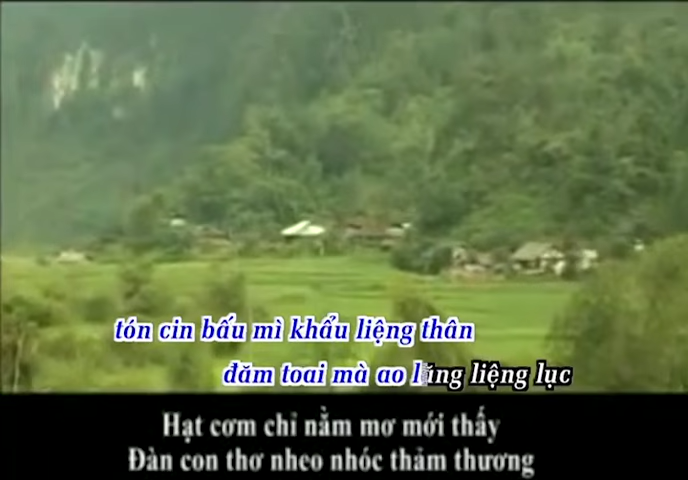 tón cin bấu mì khẩu liệng thân
đăm toai mà ao lăng liệng lục
Hạt cơm chỉ nằm mơ mới thấy
Đàn con thơ nheo nhóc thảm thương